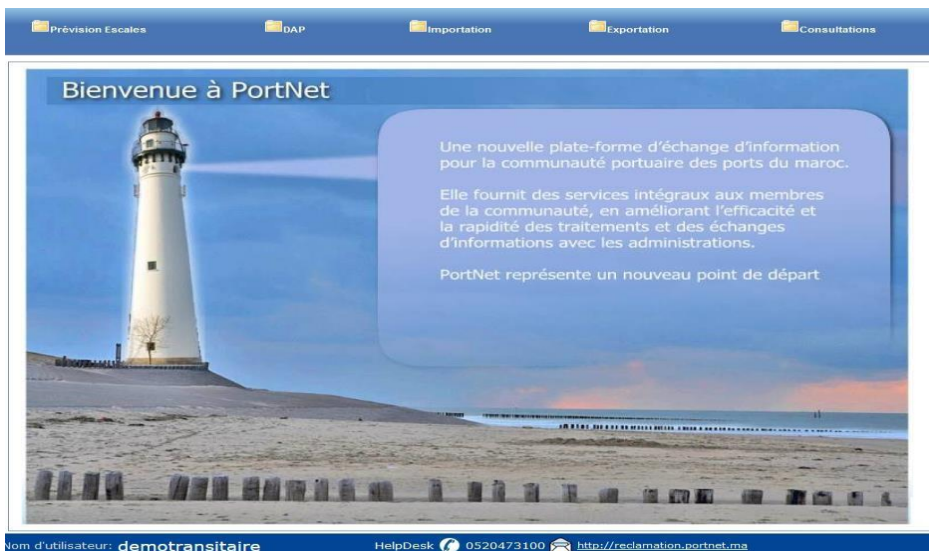 Prévision Escales
DAP
Importation
Exportation
Consultations
Bienvenue à PortNet
Une nouvelle plate-forme d'échange d'information
pour la communauté portuaire des ports du maroc.
Elle fournit des services intégraux aux membres
de la communauté, en améliorant l'efficacité et
la rapidité des traitements et des échanges
d'informations avec les administrations.
PortNet représente un nouveau point de départ
Nom d'utilisateur: demotransitaire
HelpDesk 0520473100 http://reclamation.portnet.ma